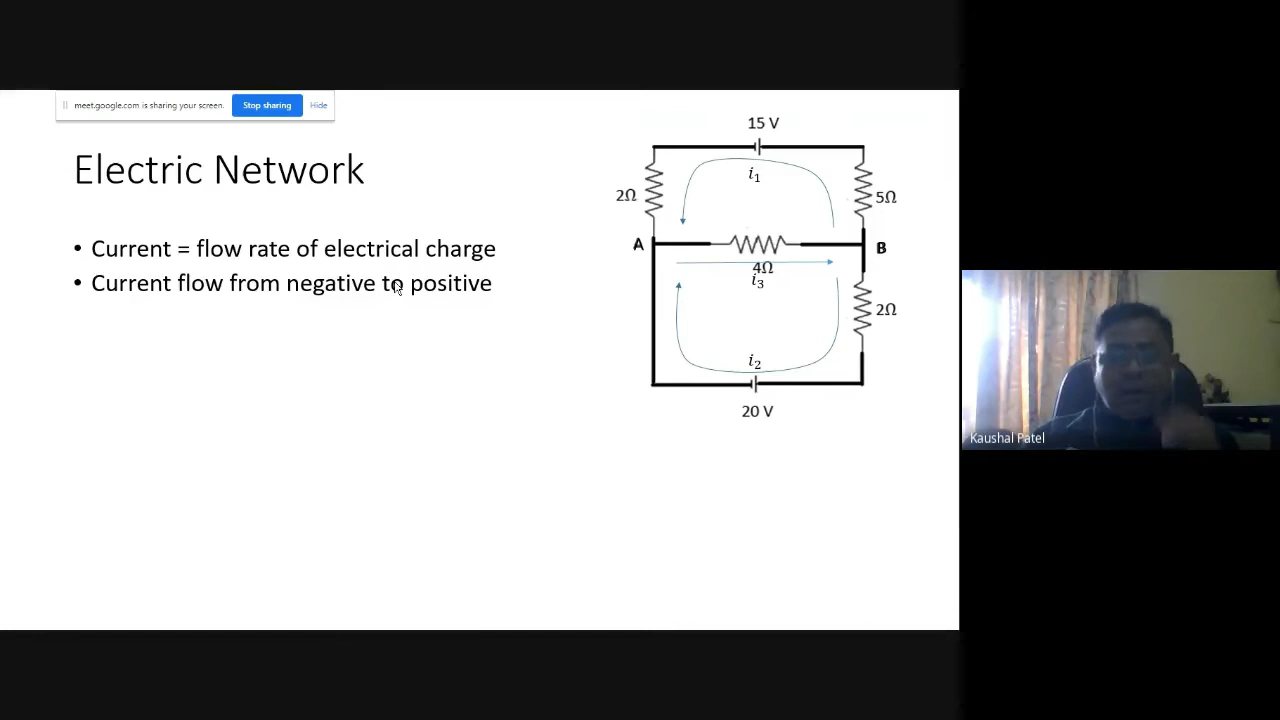 meet.google.com is sharing your screen.
Stop sharing
Hide
Electric Network
• Current = flow rate of electrical charge
• Current flow from negative to positive
15 V
i₁
2Ω
5Ω
A
B
4Ω
i₃
2Ω
i₂
20 V
Kaushal Patel